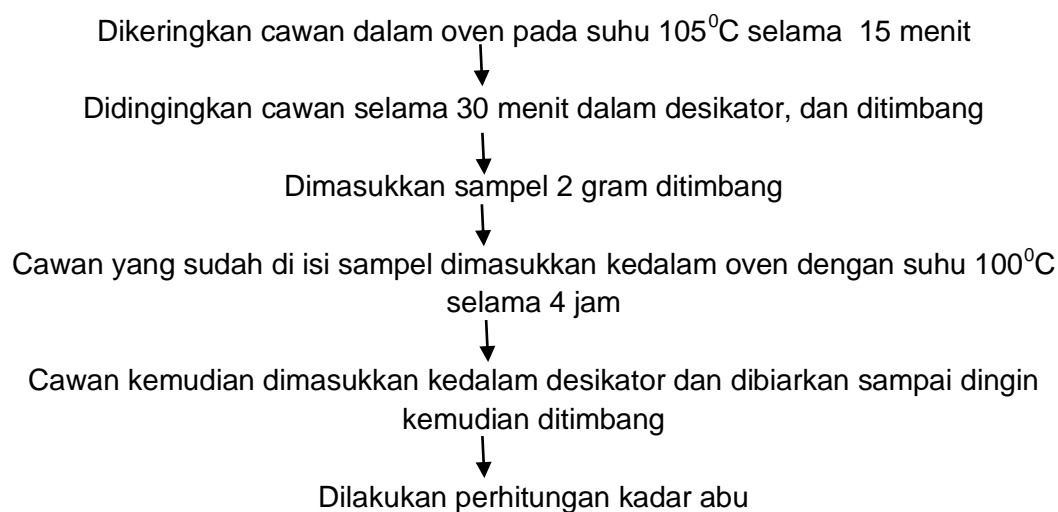 Dikeringkan cawan dalam oven pada suhu 105⁰C selama  15 menit
Didingingkan cawan selama 30 menit dalam desikator, dan ditimbang
Dimasukkan sampel 2 gram ditimbang
Cawan yang sudah di isi sampel dimasukkan kedalam oven dengan suhu 100⁰C
selama 4 jam
Cawan kemudian dimasukkan kedalam desikator dan dibiarkan sampai dingin
kemudian ditimbang
Dilakukan perhitungan kadar abu